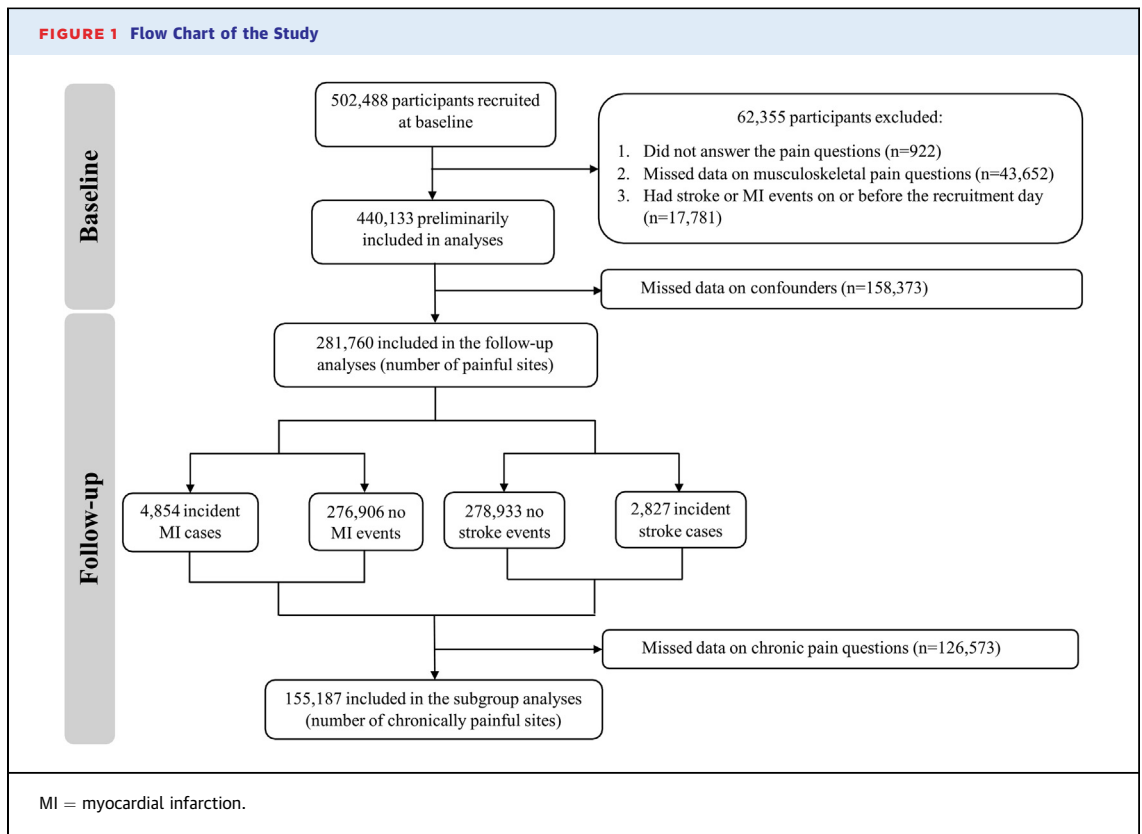 FIGURE 1 Flow Chart of the Study
Baseline
502,488 participants recruited
at baseline
62,355 participants excluded:
1. Did not answer the pain questions (n=922)
2. Missed data on musculoskeletal pain questions (n=43,652)
3. Had stroke or MI events on or before the recruitment day
(n=17,781)
440,133 preliminarily
included in analyses
Missed data on confounders (n=158,373)
Follow-up
281,760 included in the follow-up
analyses (number of painful sites)
4,854 incident
MI cases
276,906 no
MI events
278,933 no
stroke events
2,827 incident
stroke cases
Missed data on chronic pain questions (n=126,573)
155,187 included in the subgroup analyses
(number of chronically painful sites)
MI = myocardial infarction.